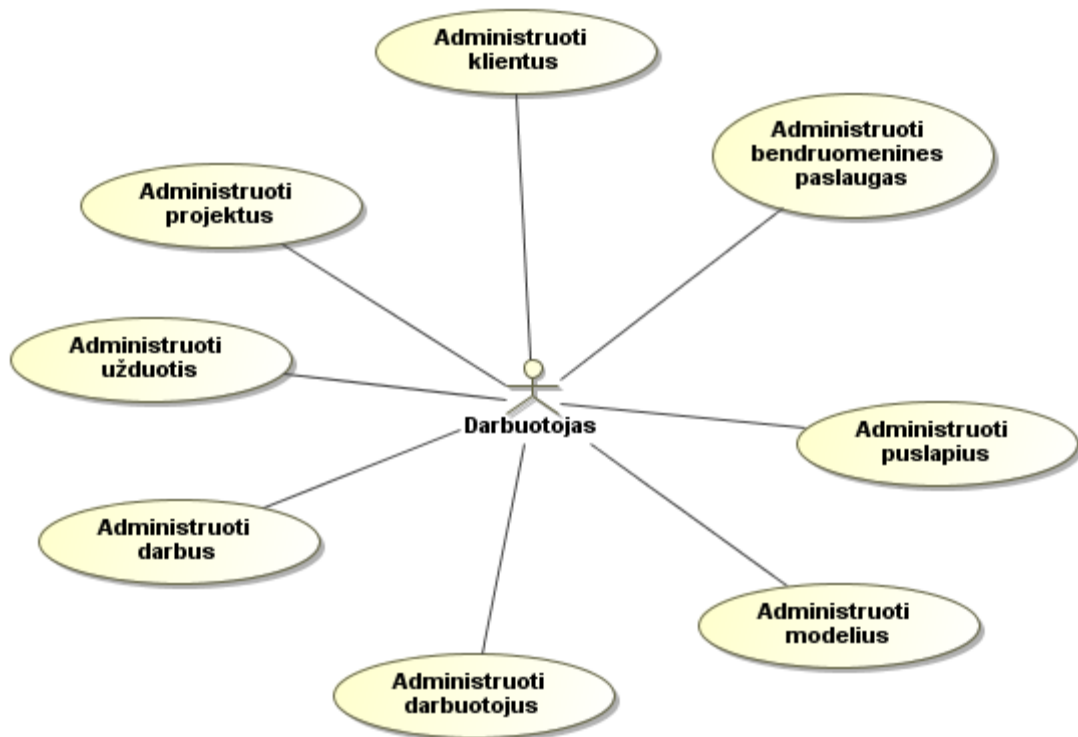 Administruoti
klientus
Administruoti
bendruomenines
paslaugas
Administruoti
projektus
Administruoti
užduotis
Darbuotojas
Administruoti
puslapius
Administruoti
darbus
Administruoti
modelius
Administruoti
darbuotojus